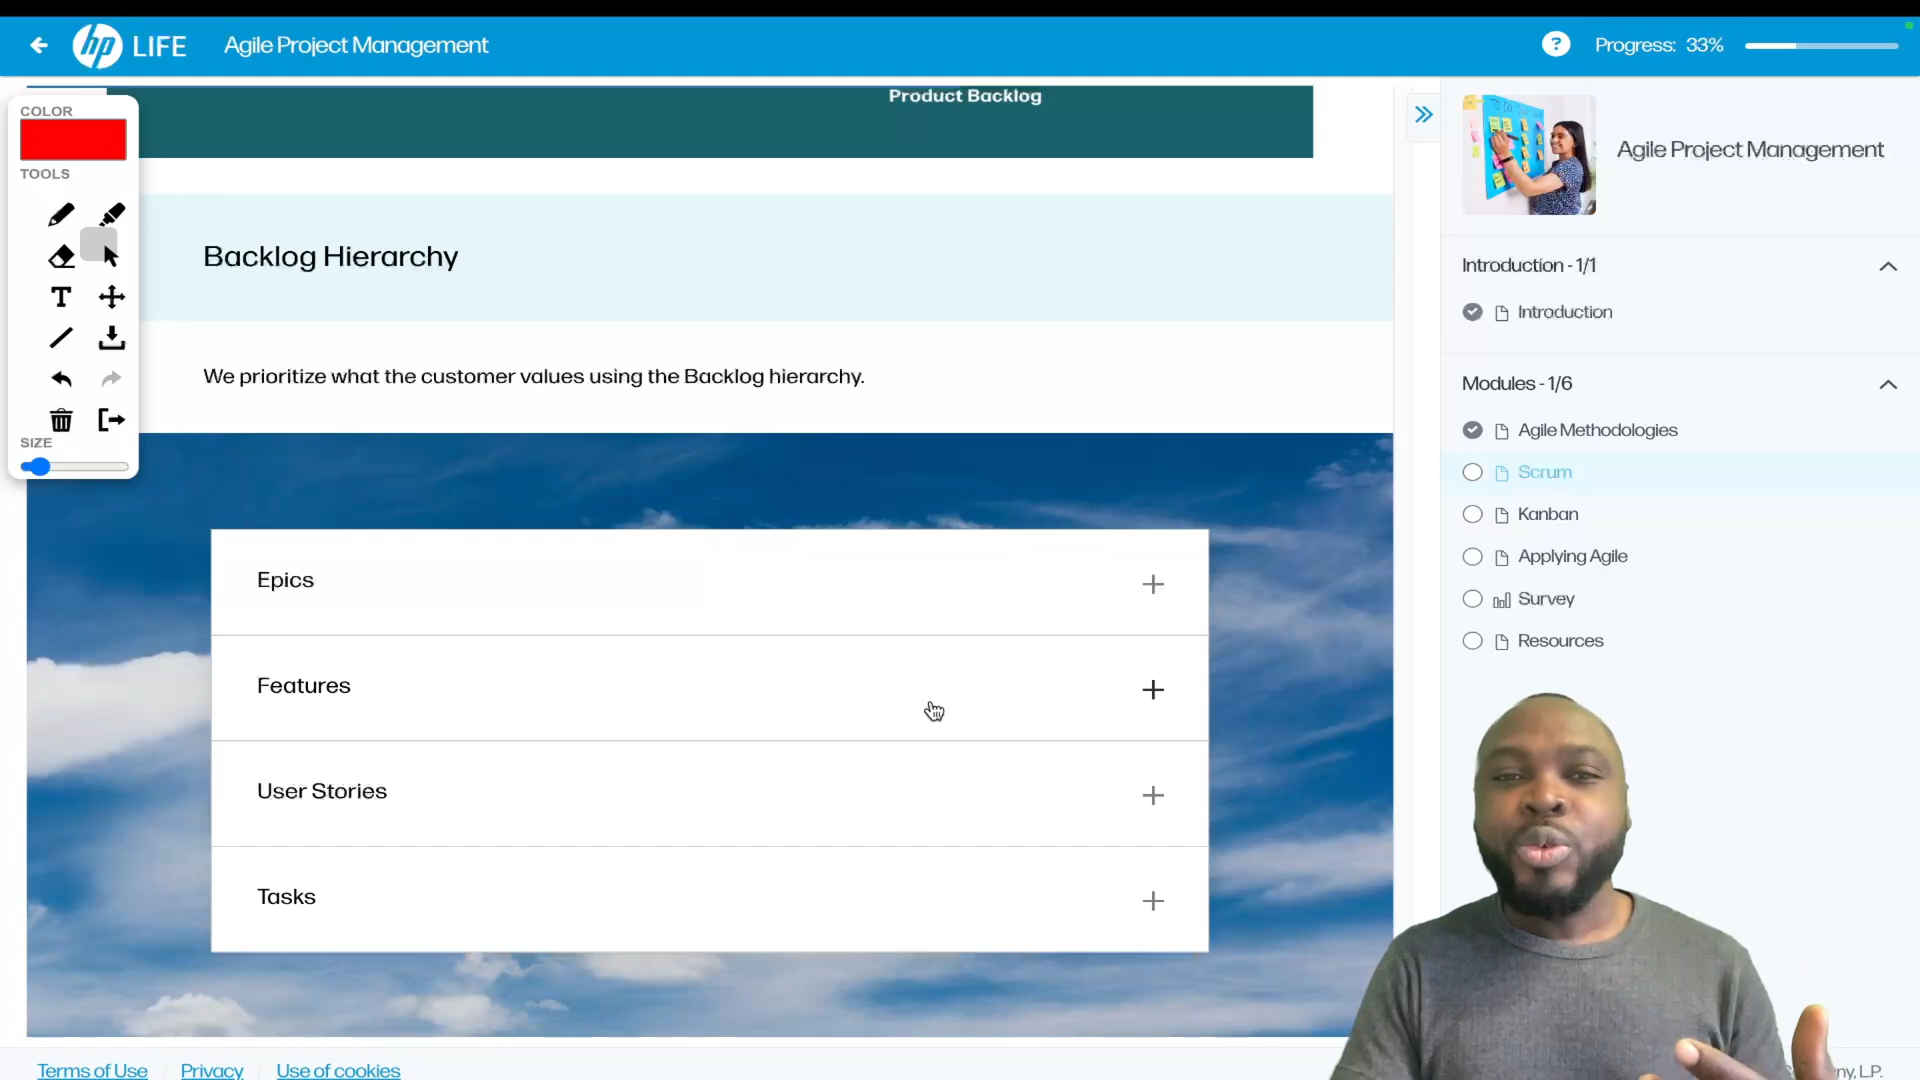 hp LIFE Agile Project Management ? Progress: 33%
COLOR
TOOLS
T
SIZE
Product Backlog
Backlog Hierarchy
We prioritize what the customer values using the Backlog hierarchy.
Epics
Features
User Stories
Tasks
Agile Project Management
Introduction - 1/1
Introduction
Modules - 1/6
Agile Methodologies
Scrum
Kanban
Applying Agile
Survey
Resources
Terms of Use Privacy Use of cookies
L.P.